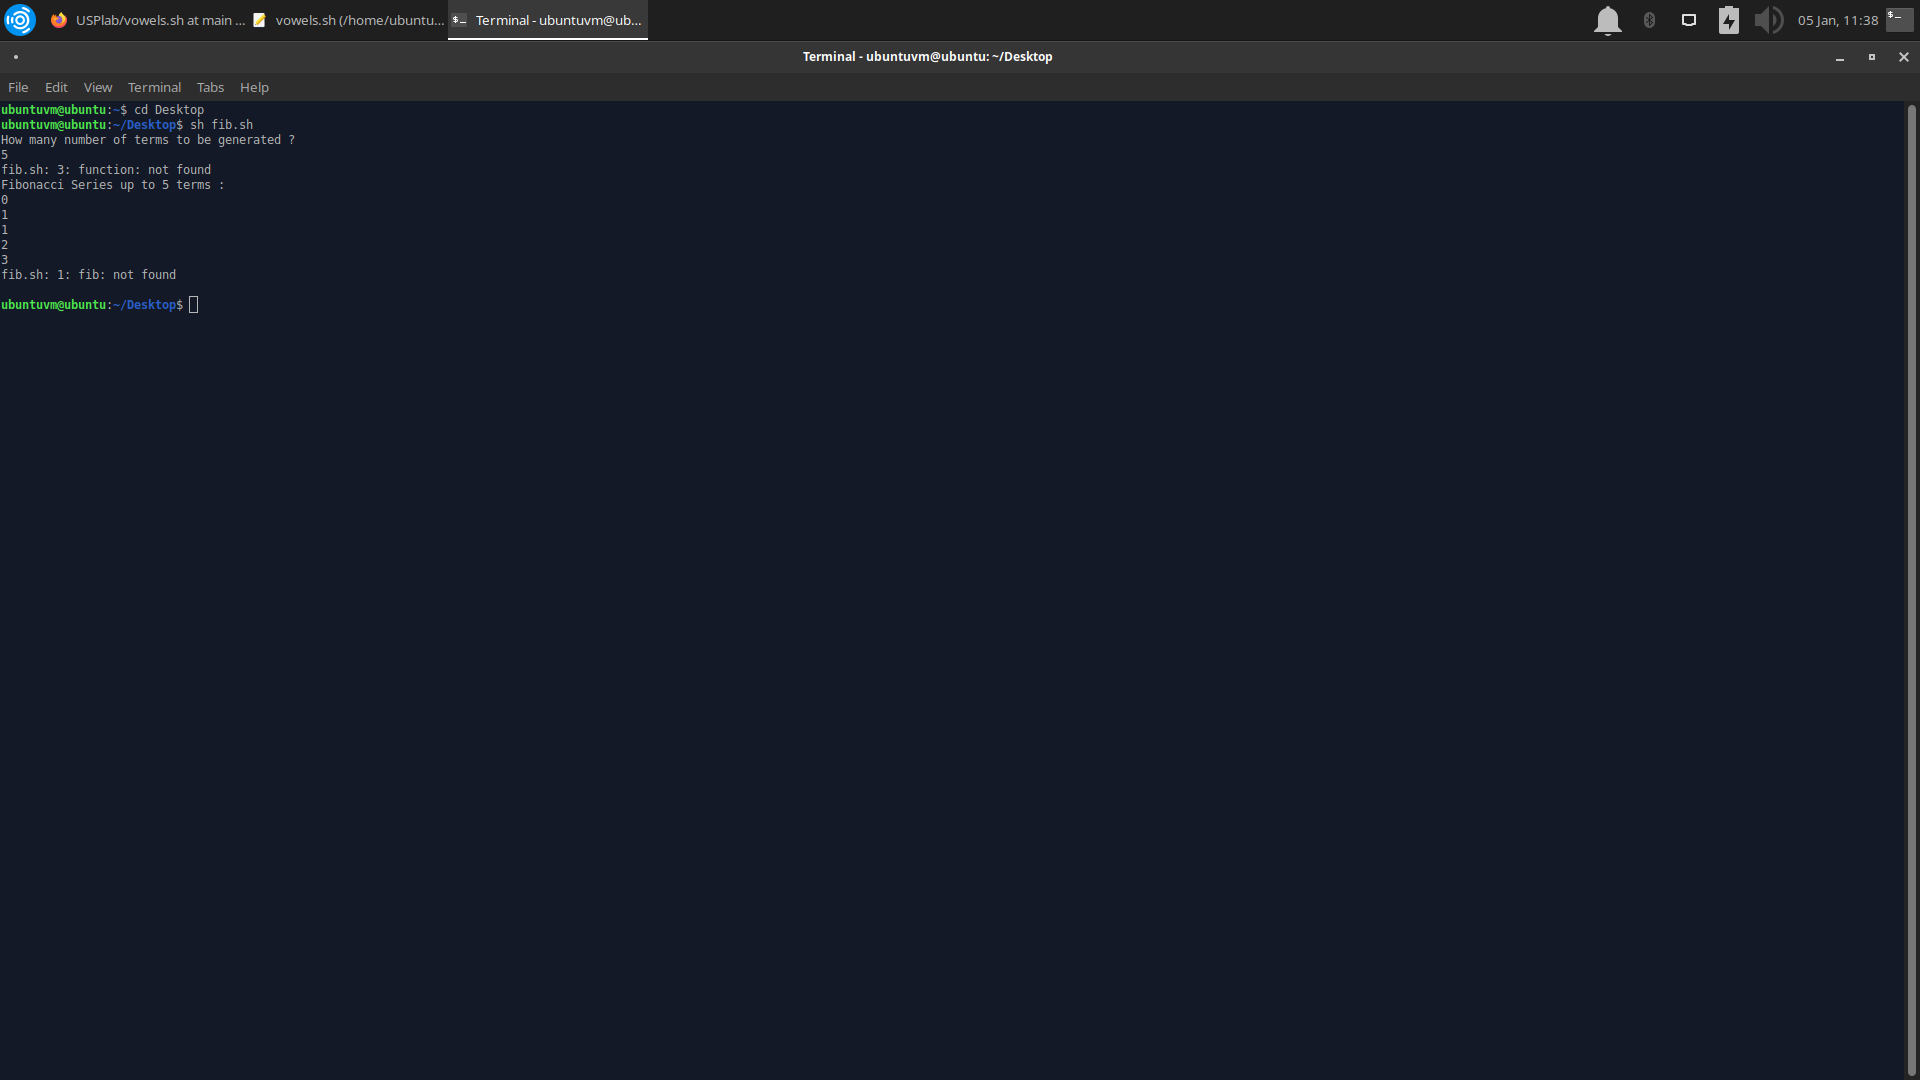 USPlab/vowels.sh at main ...
vowels.sh (/home/ubuntu...
$_ Terminal - ubuntuvm@ub...
05 Jan, 11:38
$_
Terminal - ubuntuvm@ubuntu: ~/Desktop
File Edit View Terminal Tabs Help
ubuntuvm@ubuntu:~$ cd Desktop
ubuntuvm@ubuntu:~/Desktop$ sh fib.sh
How many number of terms to be generated ?
5
fib.sh: 3: function: not found
Fibonacci Series up to 5 terms :
0
1
1
2
3
fib.sh: 1: fib: not found
ubuntuvm@ubuntu:~/Desktop$